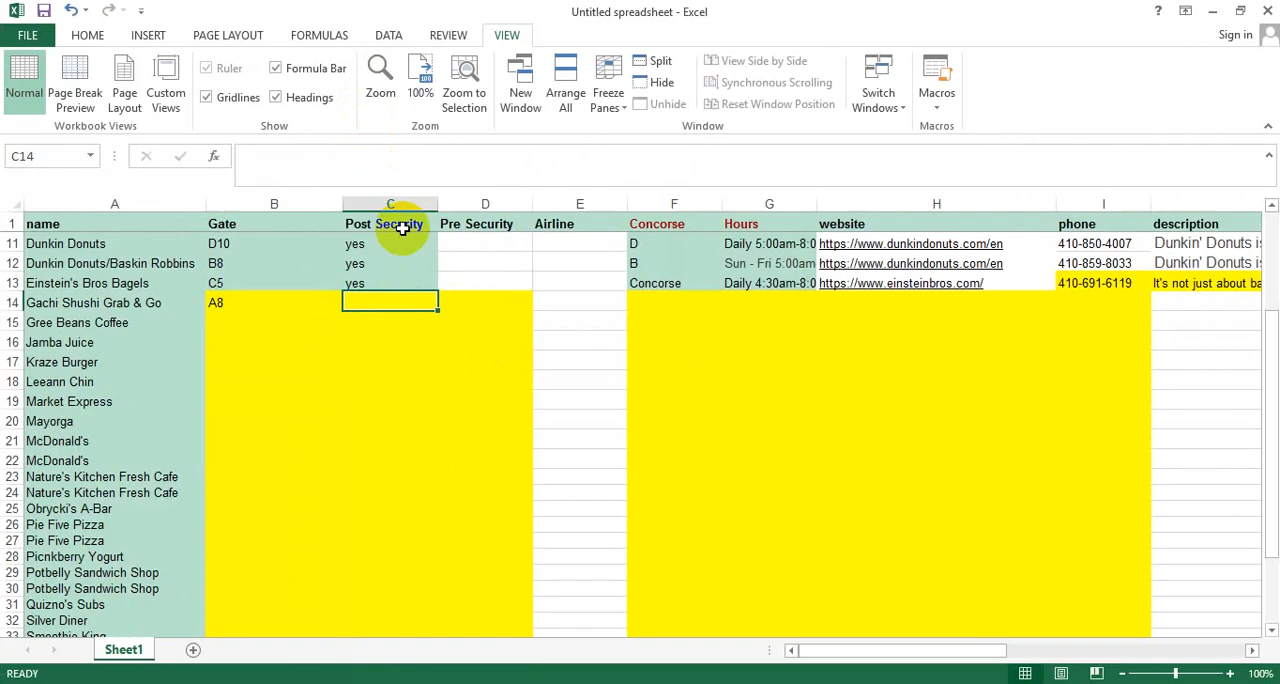 Untitled spreadsheet - Excel
?
FILE HOME INSERT PAGE LAYOUT FORMULAS DATA REVIEW VIEW Sign in
Normal Page Break Preview Page Layout Custom Views
Workbook Views
Ruler Formula Bar
Gridlines Headings
Show
Zoom 100% Zoom to Selection
Zoom
New Window Arrange All Freeze Panes
Split
Hide
Unhide
View Side by Side
Synchronous Scrolling
Reset Window Position
Switch Windows
Window
Macros
Macros
C14 fx
A B C D E F G H I J
1 name Gate Post Security Pre Security Airline Concorse Hours website phone description
11 Dunkin Donuts D10 yes D Daily 5:00am-8:0 https://www.dunkindonuts.com/en 410-850-4007 Dunkin' Donuts is
12 Dunkin Donuts/Baskin Robbins B8 yes B Sun - Fri 5:00am https://www.dunkindonuts.com/en 410-859-8033 Dunkin' Donuts is
13 Einstein's Bros Bagels C5 yes Concorse Daily 4:30am-8:0 https://www.einsteinbros.com/ 410-691-6119 It's not just about ba
14 Gachi Shushi Grab & Go A8
15 Gree Beans Coffee
16 Jamba Juice
17 Kraze Burger
18 Leeann Chin
19 Market Express
20 Mayorga
21 McDonald's
22 McDonald's
23 Nature's Kitchen Fresh Cafe
24 Nature's Kitchen Fresh Cafe
25 Obrycki's A-Bar
26 Pie Five Pizza
27 Pie Five Pizza
28 Picnkberry Yogurt
29 Potbelly Sandwich Shop
30 Potbelly Sandwich Shop
31 Quizno's Subs
32 Silver Diner
33 Smoothie King
Sheet1
READY 100%